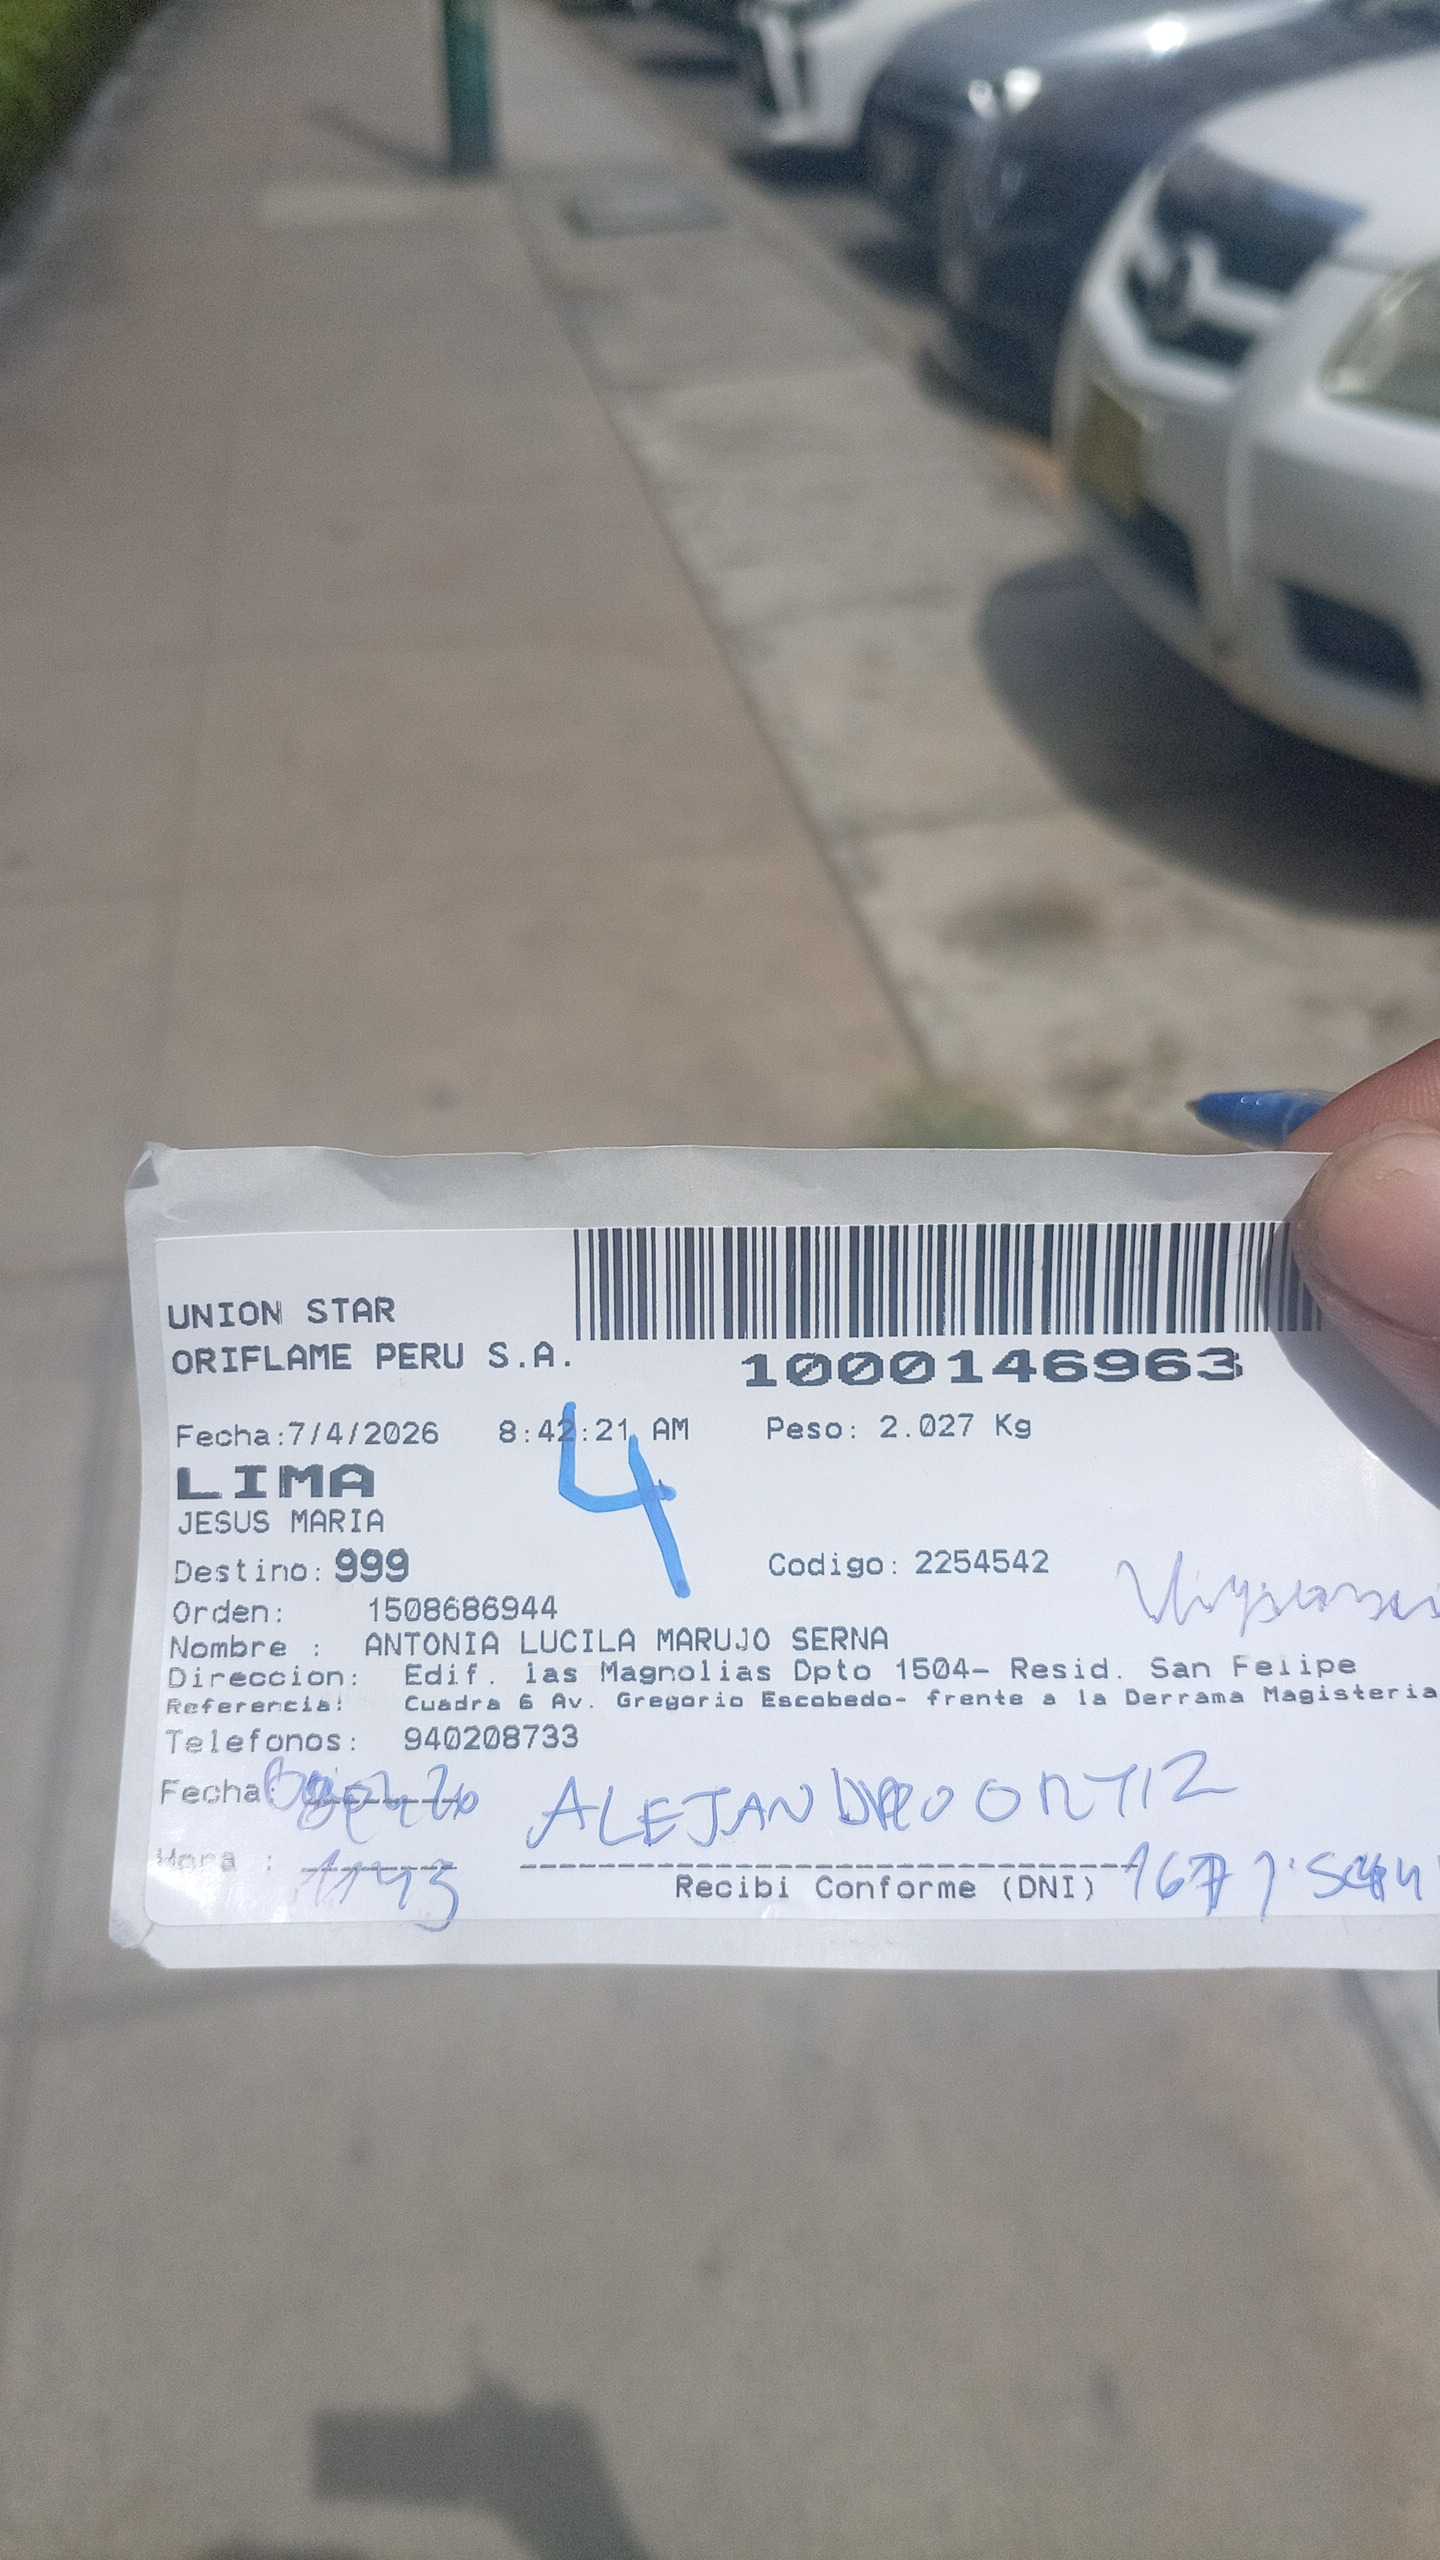 UNION STAR
ORIFLAME PERU S.A.
1000146963
Fecha:7/4/2026 8:42:21 AM Peso: 2.027 Kg
4
LIMA
JESUS MARIA
Destino: 999 Codigo: 2254542
Orden: 1508686944
Nombre : ANTONIA LUCILA MARUJO SERNA
Direccion: Edif. las Magnolias Dpto 1504- Resid. San Felipe
Referencia: Cuadra 6 Av. Gregorio Escobedo- frente a la Derrama Magisteria
Telefonos: 940208733
Fecha: ALEJANDRO ORTIZ
Hora : 1143
Recibi Conforme (DNI)